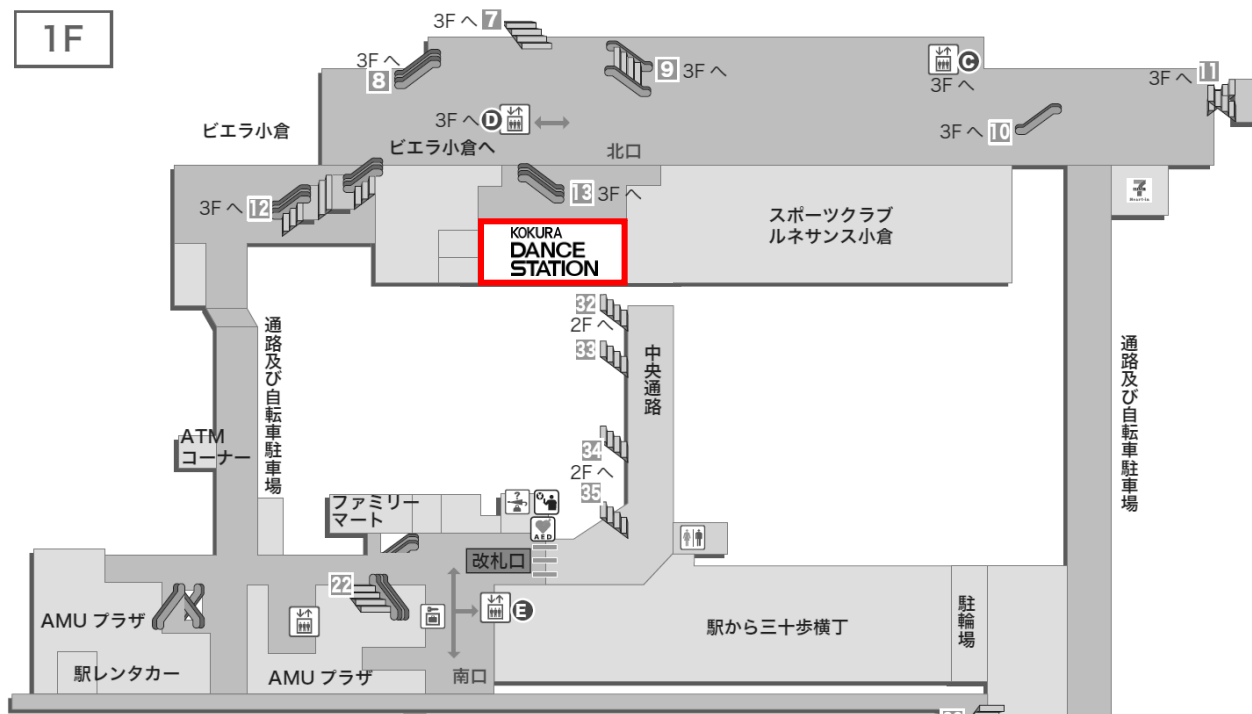 1F
3F へ 7
3F へ
8
9 3F へ
C
3F へ
3F へ 11
3F へ D
3F へ 10
ビエラ小倉
ビエラ小倉へ
北口
3F へ 12
13 3F へ
スポーツクラブ
ルネサンス小倉
KOKURA
DANCE
STATION
32
2F へ
33
中央通路
通路及び自転車駐車場
通路及び自転車駐車場
ATM
コーナー
34
2F へ
35
ファミリー
マート
?
AED
改札口
22
E
AMU プラザ
駅から三十歩横丁
駐輪場
駅レンタカー
AMU プラザ
南口